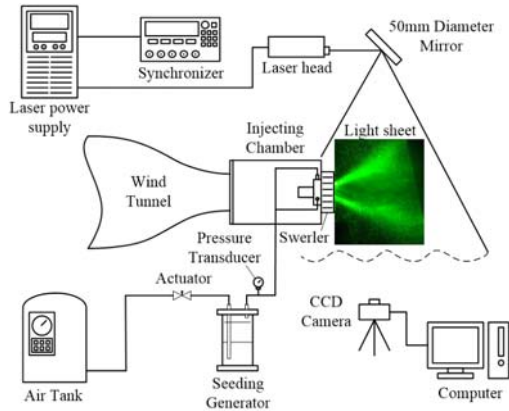 50mm Diameter
Mirror
Synchronizer
Laser head
Laser power
supply
Injecting
Chamber
Light sheet
Wind
Tunnel
Swerler
Pressure
Transducer
Actuator
CCD
Camera
Air Tank
Seeding
Generator
Computer